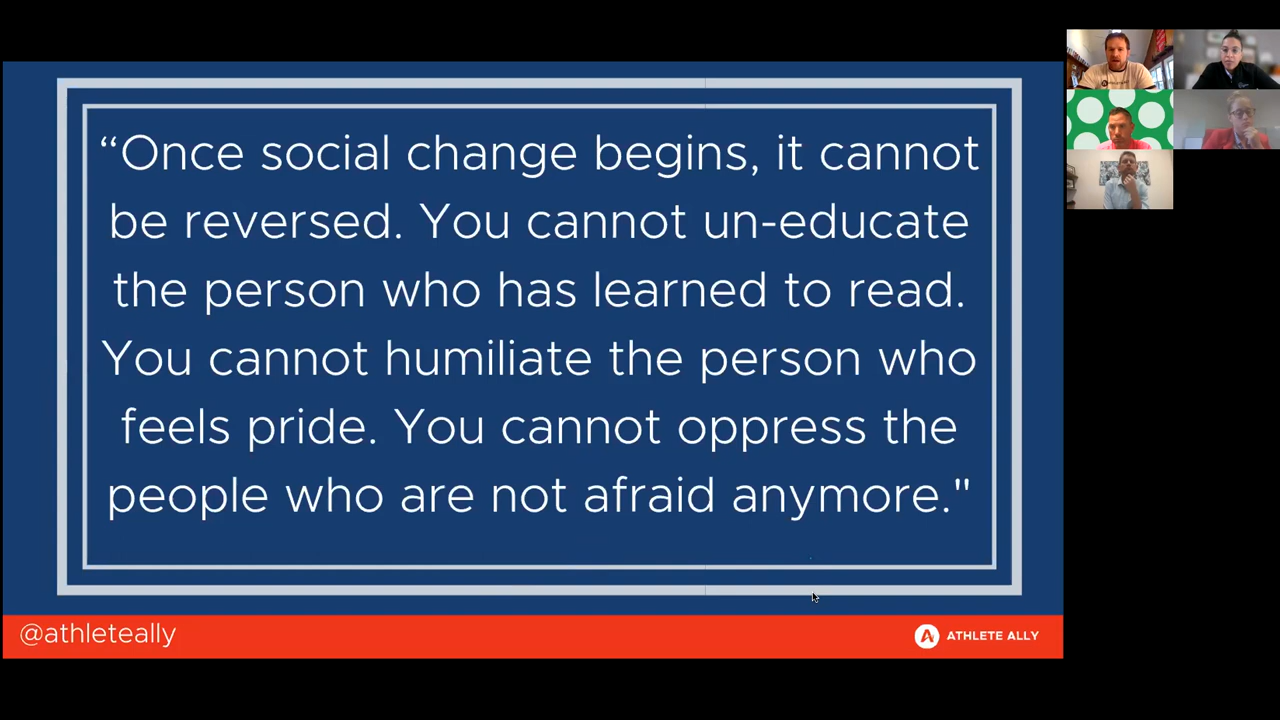 “Once social change begins, it cannot
be reversed. You cannot un-educate
the person who has learned to read.
You cannot humiliate the person who
feels pride. You cannot oppress the
people who are not afraid anymore."
@athleteally
ATHLETE ALLY